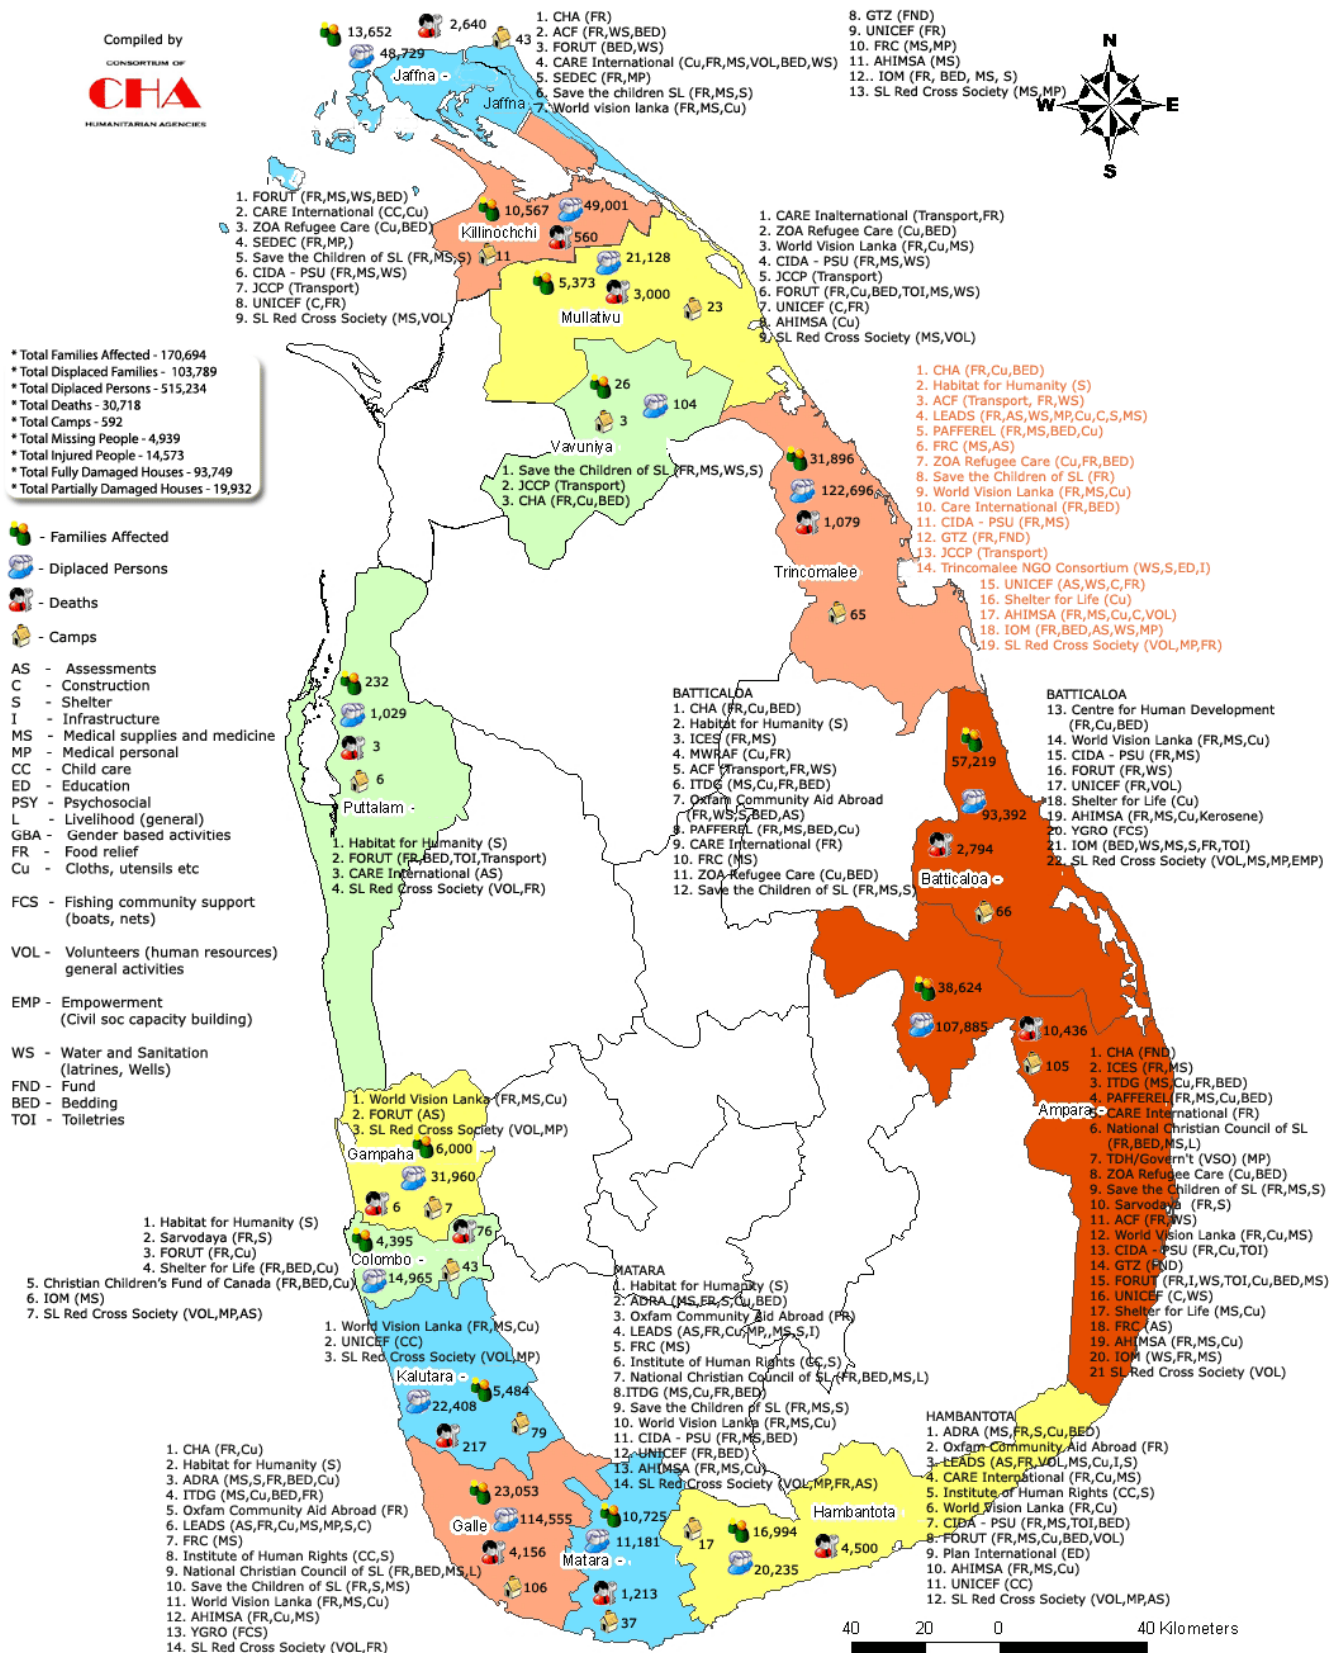 Compiled by
CONSORTIUM OF
CHA
HUMANITARIAN AGENCIES
13,652
2,640
43
48,729
Jaffna -
Jaffna
1. CHA (FR)
2. ACF (FR,WS,BED)
3. FORUT (BED,WS)
4. CARE International (Cu,FR,MS,VOL,BED,WS)
5. SEDEC (FR,MP)
6. Save the children SL (FR,MS,S)
7. World vision lanka (FR,MS,Cu)
8. GTZ (FND)
9. UNICEF (FR)
10. FRC (MS,MP)
11. AHIMSA (MS)
12.. IOM (FR, BED, MS, S)
13. SL Red Cross Society (MS,MP)
N
W
E
S
1. FORUT (FR,MS,WS,BED)
2. CARE International (CC,Cu)
3. ZOA Refugee Care (Cu,BED)
4. SEDEC (FR,MP,)
5. Save the Children of SL (FR,MS,S)
6. CIDA - PSU (FR,MS,WS)
7. JCCP (Transport)
8. UNICEF (C,FR)
9. SL Red Cross Society (MS,VOL)
10,567
49,001
Killinochchi
560
11
21,128
5,373
3,000
23
Mullativu
1. CARE Inalternational (Transport,FR)
2. ZOA Refugee Care (Cu,BED)
3. World Vision Lanka (FR,Cu,MS)
4. CIDA - PSU (FR,MS,WS)
5. JCCP (Transport)
6. FORUT (FR,Cu,BED,TOI,MS,WS)
7. UNICEF (C,FR)
8. AHIMSA (Cu)
9. SL Red Cross Society (MS,VOL)
* Total Families Affected - 170,694
* Total Displaced Families - 103,789
* Total Diplaced Persons - 515,234
* Total Deaths - 30,718
* Total Camps - 592
* Total Missing People - 4,939
* Total Injured People - 14,573
* Total Fully Damaged Houses - 93,749
* Total Partially Damaged Houses - 19,932
26
104
3
Vavuniya
1. Save the Children of SL (FR,MS,WS,S)
2. JCCP (Transport)
3. CHA (FR,Cu,BED)
1. CHA (FR,Cu,BED)
2. Habitat for Humanity (S)
3. ACF (Transport, FR,WS)
4. LEADS (FR,AS,WS,MP,Cu,C,S,MS)
5. PAFFEREL (FR,MS,BED,Cu)
6. FRC (MS,AS)
7. ZOA Refugee Care (Cu,FR,BED)
8. Save the Children of SL (FR)
9. World Vision Lanka (FR,MS,Cu)
10. Care International (FR,BED)
11. CIDA - PSU (FR,MS)
12. GTZ (FR,FND)
13. JCCP (Transport)
14. Trincomalee NGO Consortium (WS,S,ED,I)
15. UNICEF (AS,WS,C,FR)
16. Shelter for Life (Cu)
17. AHIMSA (FR,MS,Cu,C,VOL)
18. IOM (FR,BED,AS,WS,MP)
19. SL Red Cross Society (VOL,MP,FR)
31,896
122,696
1,079
Trincomalee
65
- Families Affected
- Diplaced Persons
- Deaths
- Camps
AS - Assessments
C - Construction
S - Shelter
I - Infrastructure
MS - Medical supplies and medicine
MP - Medical personal
CC - Child care
ED - Education
PSY - Psychosocial
L - Livelihood (general)
GBA - Gender based activities
FR - Food relief
Cu - Cloths, utensils etc
FCS - Fishing community support
(boats, nets)
VOL - Volunteers (human resources)
general activities
EMP - Empowerment
(Civil soc capacity building)
WS - Water and Sanitation
(latrines, Wells)
FND - Fund
BED - Bedding
TOI - Toiletries
232
1,029
3
6
Puttalam -
1. Habitat for Humanity (S)
2. FORUT (FR,BED,TOI,Transport)
3. CARE International (AS)
4. SL Red Cross Society (VOL,FR)
BATTICALOA
1. CHA (FR,Cu,BED)
2. Habitat for Humanity (S)
3. ICES (FR,MS)
4. MWRAF (Cu,FR)
5. ACF (Transport,FR,WS)
6. ITDG (MS,Cu,FR,BED)
7. Oxfam Community Aid Abroad
(FR,WS,S,BED,AS)
8. PAFFEREL (FR,MS,BED,Cu)
9. CARE International (FR)
10. FRC (MS)
11. ZOA Refugee Care (Cu,BED)
12. Save the Children of SL (FR,MS,S
BATTICALOA
13. Centre for Human Development
(FR,Cu,BED)
14. World Vision Lanka (FR,MS,Cu)
15. CIDA - PSU (FR,MS)
16. FORUT (FR,WS)
17. UNICEF (FR,VOL)
18. Shelter for Life (Cu)
19. AHIMSA (FR,MS,Cu,Kerosene)
20. YGRO (FCS)
21. IOM (BED,WS,MS,S,FR,TOI)
22. SL Red Cross Society (VOL,MS,MP,EMP)
57,219
93,392
2,794
Batticaloa -
66
38,624
107,885
10,436
105
Ampara -
1. CHA (FND)
2. ICES (FR,MS)
3. ITDG (MS,Cu,FR,BED)
4. PAFFEREL(FR,MS,Cu,BED)
5. CARE International (FR)
6. National Christian Council of SL
(FR,BED,MS,L)
7. TDH/Govern't (VSO) (MP)
8. ZOA Refugee Care (Cu,BED)
9. Save the Children of SL (FR,MS,S)
10. Sarvodaya (FR,S)
11. ACF (FR,WS)
12. World Vision Lanka (FR,Cu,MS)
13. CIDA - PSU (FR,Cu,TOI)
14. GTZ (FND)
15. FORUT (FR,I,WS,TOI,Cu,BED,MS)
16. UNICEF (C,WS)
17. Shelter for Life (MS,Cu)
18. FRC (AS)
19. AHIMSA (FR,MS,Cu)
20. IOM (WS,FR,MS)
21 SL Red Cross Society (VOL)
1. World Vision Lanka (FR,MS,Cu)
2. FORUT (AS)
3. SL Red Cross Society (VOL,MP)
Gampaha
6,000
31,960
6
7
1. Habitat for Humanity (S)
2. Sarvodaya (FR,S)
3. FORUT (FR,Cu)
4. Shelter for Life (FR,BED,Cu)
5. Christian Children's Fund of Canada (FR,BED,Cu)
6. IOM (MS)
7. SL Red Cross Society (VOL,MP,AS)
76
4,395
Colombo -
14,965
43
1. World Vision Lanka (FR,MS,Cu)
2. UNICEF (CC)
3. SL Red Cross Society (VOL,MP)
Kalutara -
5,484
22,408
79
217
MATARA
1. Habitat for Humanity (S)
2. ADRA (MS,FR,S,Cu,BED)
3. Oxfam Community Aid Abroad (FR)
4. LEADS (AS,FR,Cu,MP,,MS,S,I)
5. FRC (MS)
6. Institute of Human Rights (CC,S)
7. National Christian Council of SL (FR,BED,MS,L)
8.ITDG (MS,Cu,FR,BED)
9. Save the Children of SL (FR,MS,S)
10. World Vision Lanka (FR,MS,Cu)
11. CIDA - PSU (FR,MS,BED)
12. UNICEF (FR,BED)
13. AHIMSA (FR,MS,Cu)
14. SL Red Cross Society (VOL,MP,FR,AS)
1. CHA (FR,Cu)
2. Habitat for Humanity (S)
3. ADRA (MS,S,FR,BED,Cu)
4. ITDG (MS,Cu,BED,FR)
5. Oxfam Community Aid Abroad (FR)
6. LEADS (AS,FR,Cu,MS,MP,S,C)
7. FRC (MS)
8. Institute of Human Rights (CC,S)
9. National Christian Council of SL (FR,BED,MS,L)
10. Save the Children of SL (FR,S,MS)
11. World Vision Lanka (FR,MS,Cu)
12. AHIMSA (FR,Cu,MS)
13. YGRO (FCS)
14. SL Red Cross Society (VOL,FR)
23,053
114,555
Galle
4,156
106
10,725
11,181
Matara -
1,213
37
HAMBANTOTA
1. ADRA (MS,FR,S,Cu,BED)
2. Oxfam Community Aid Abroad (FR)
3. LEADS (AS,FR,VOL,MS,Cu,I,S)
4. CARE International (FR,Cu,MS)
5. Institute of Human Rights (CC,S)
6. World Vision Lanka (FR,Cu)
7. CIDA - PSU (FR,MS,TOI,BED)
8. FORUT (FR,MS,Cu,BED,VOL)
9. Plan International (ED)
10. AHIMSA (FR,MS,Cu)
11. UNICEF (CC)
12. SL Red Cross Society (VOL,MP,AS)
Hambantota -
17
16,994
4,500
20,235
40 20 0 40 Kilometers